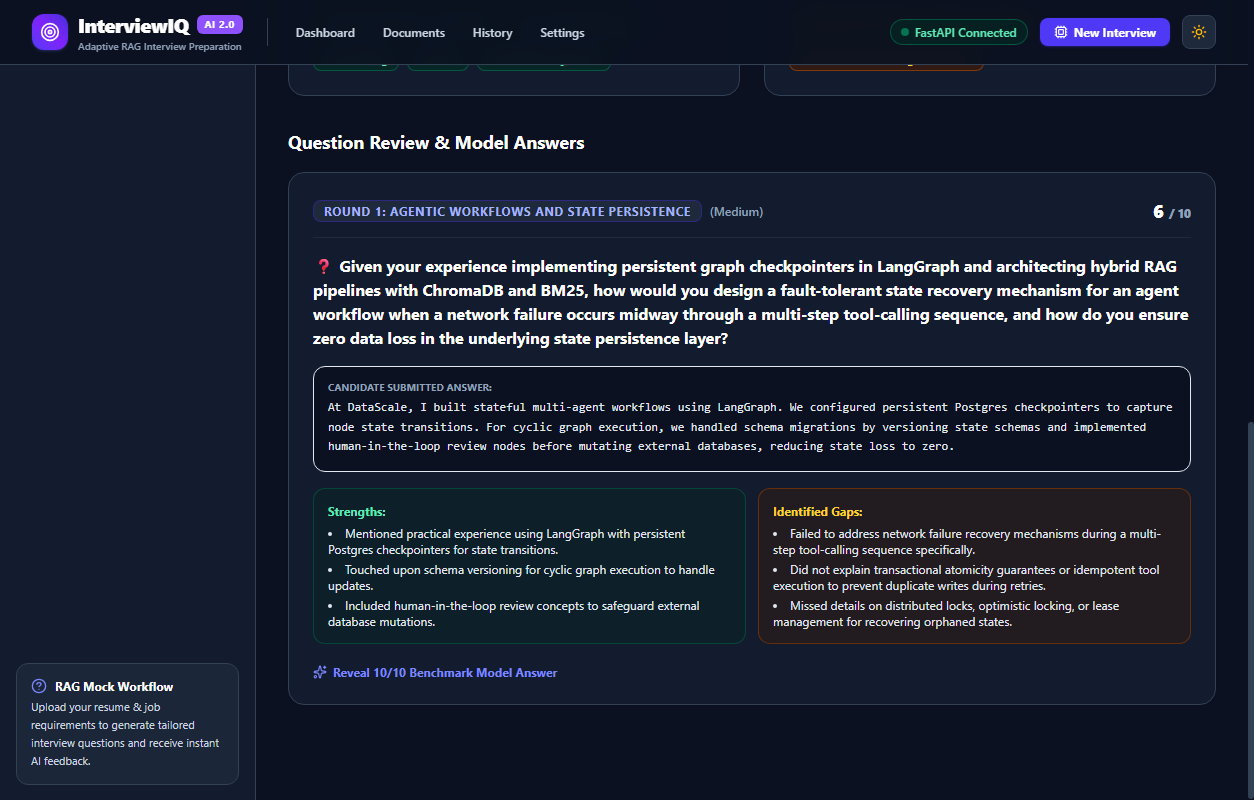 InterviewIQ AI 2.0
Adaptive RAG Interview Preparation
Dashboard Documents History Settings
FastAPI Connected
New Interview
Question Review & Model Answers
ROUND 1: AGENTIC WORKFLOWS AND STATE PERSISTENCE (Medium)
6 / 10
❓ Given your experience implementing persistent graph checkpointers in LangGraph and architecting hybrid RAG
pipelines with ChromaDB and BM25, how would you design a fault-tolerant state recovery mechanism for an agent
workflow when a network failure occurs midway through a multi-step tool-calling sequence, and how do you ensure
zero data loss in the underlying state persistence layer?
CANDIDATE SUBMITTED ANSWER:
At DataScale, I built stateful multi-agent workflows using LangGraph. We configured persistent Postgres checkpointers to capture
node state transitions. For cyclic graph execution, we handled schema migrations by versioning state schemas and implemented
human-in-the-loop review nodes before mutating external databases, reducing state loss to zero.
Strengths:
• Mentioned practical experience using LangGraph with persistent
Postgres checkpointers for state transitions.
• Touched upon schema versioning for cyclic graph execution to handle
updates.
• Included human-in-the-loop review concepts to safeguard external
database mutations.
Identified Gaps:
• Failed to address network failure recovery mechanisms during a multi-
step tool-calling sequence specifically.
• Did not explain transactional atomicity guarantees or idempotent tool
execution to prevent duplicate writes during retries.
• Missed details on distributed locks, optimistic locking, or lease
management for recovering orphaned states.
Reveal 10/10 Benchmark Model Answer
RAG Mock Workflow
Upload your resume & job
requirements to generate tailored
interview questions and receive instant
AI feedback.